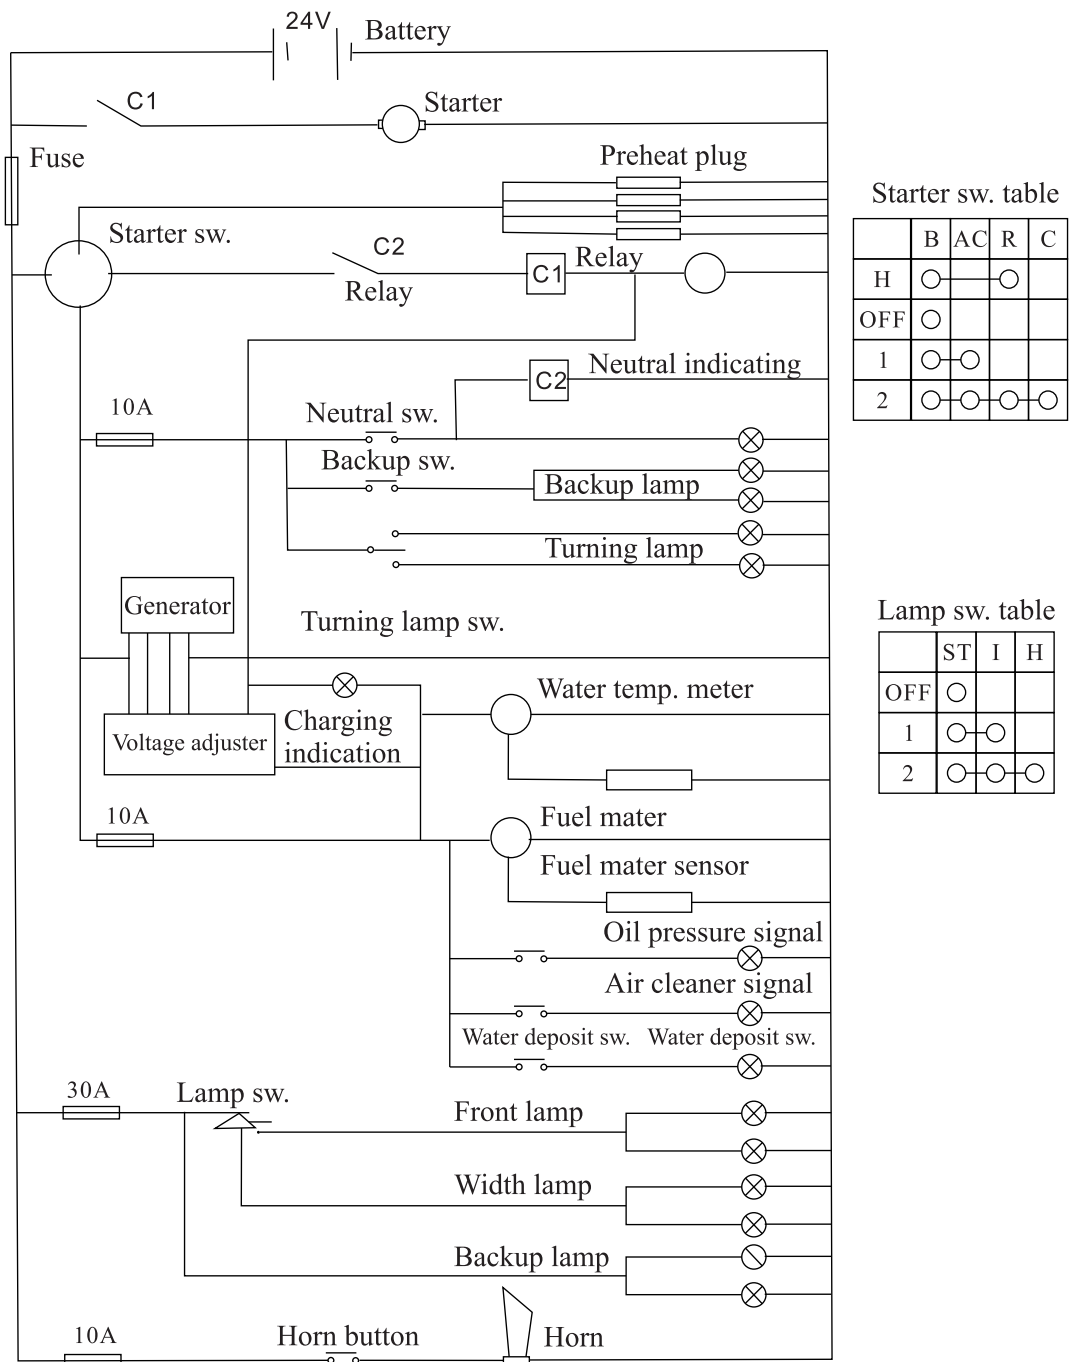 24V
Battery
C1
Starter
Fuse
Preheat plug
Starter sw.
C2
Relay
C1
Relay
Neutral indicating
C2
10A
Neutral sw.
Backup sw.
Backup lamp
Turning lamp
Generator
Turning lamp sw.
Water temp. meter
Voltage adjuster
Charging
indication
10A
Fuel mater
Fuel mater sensor
Oil pressure signal
Air cleaner signal
Water deposit sw. Water deposit sw.
30A
Lamp sw.
Front lamp
Width lamp
Backup lamp
10A
Horn button
Horn
Starter sw. table
B AC R C
H
OFF
1
2
Lamp sw. table
ST I H
OFF
1
2